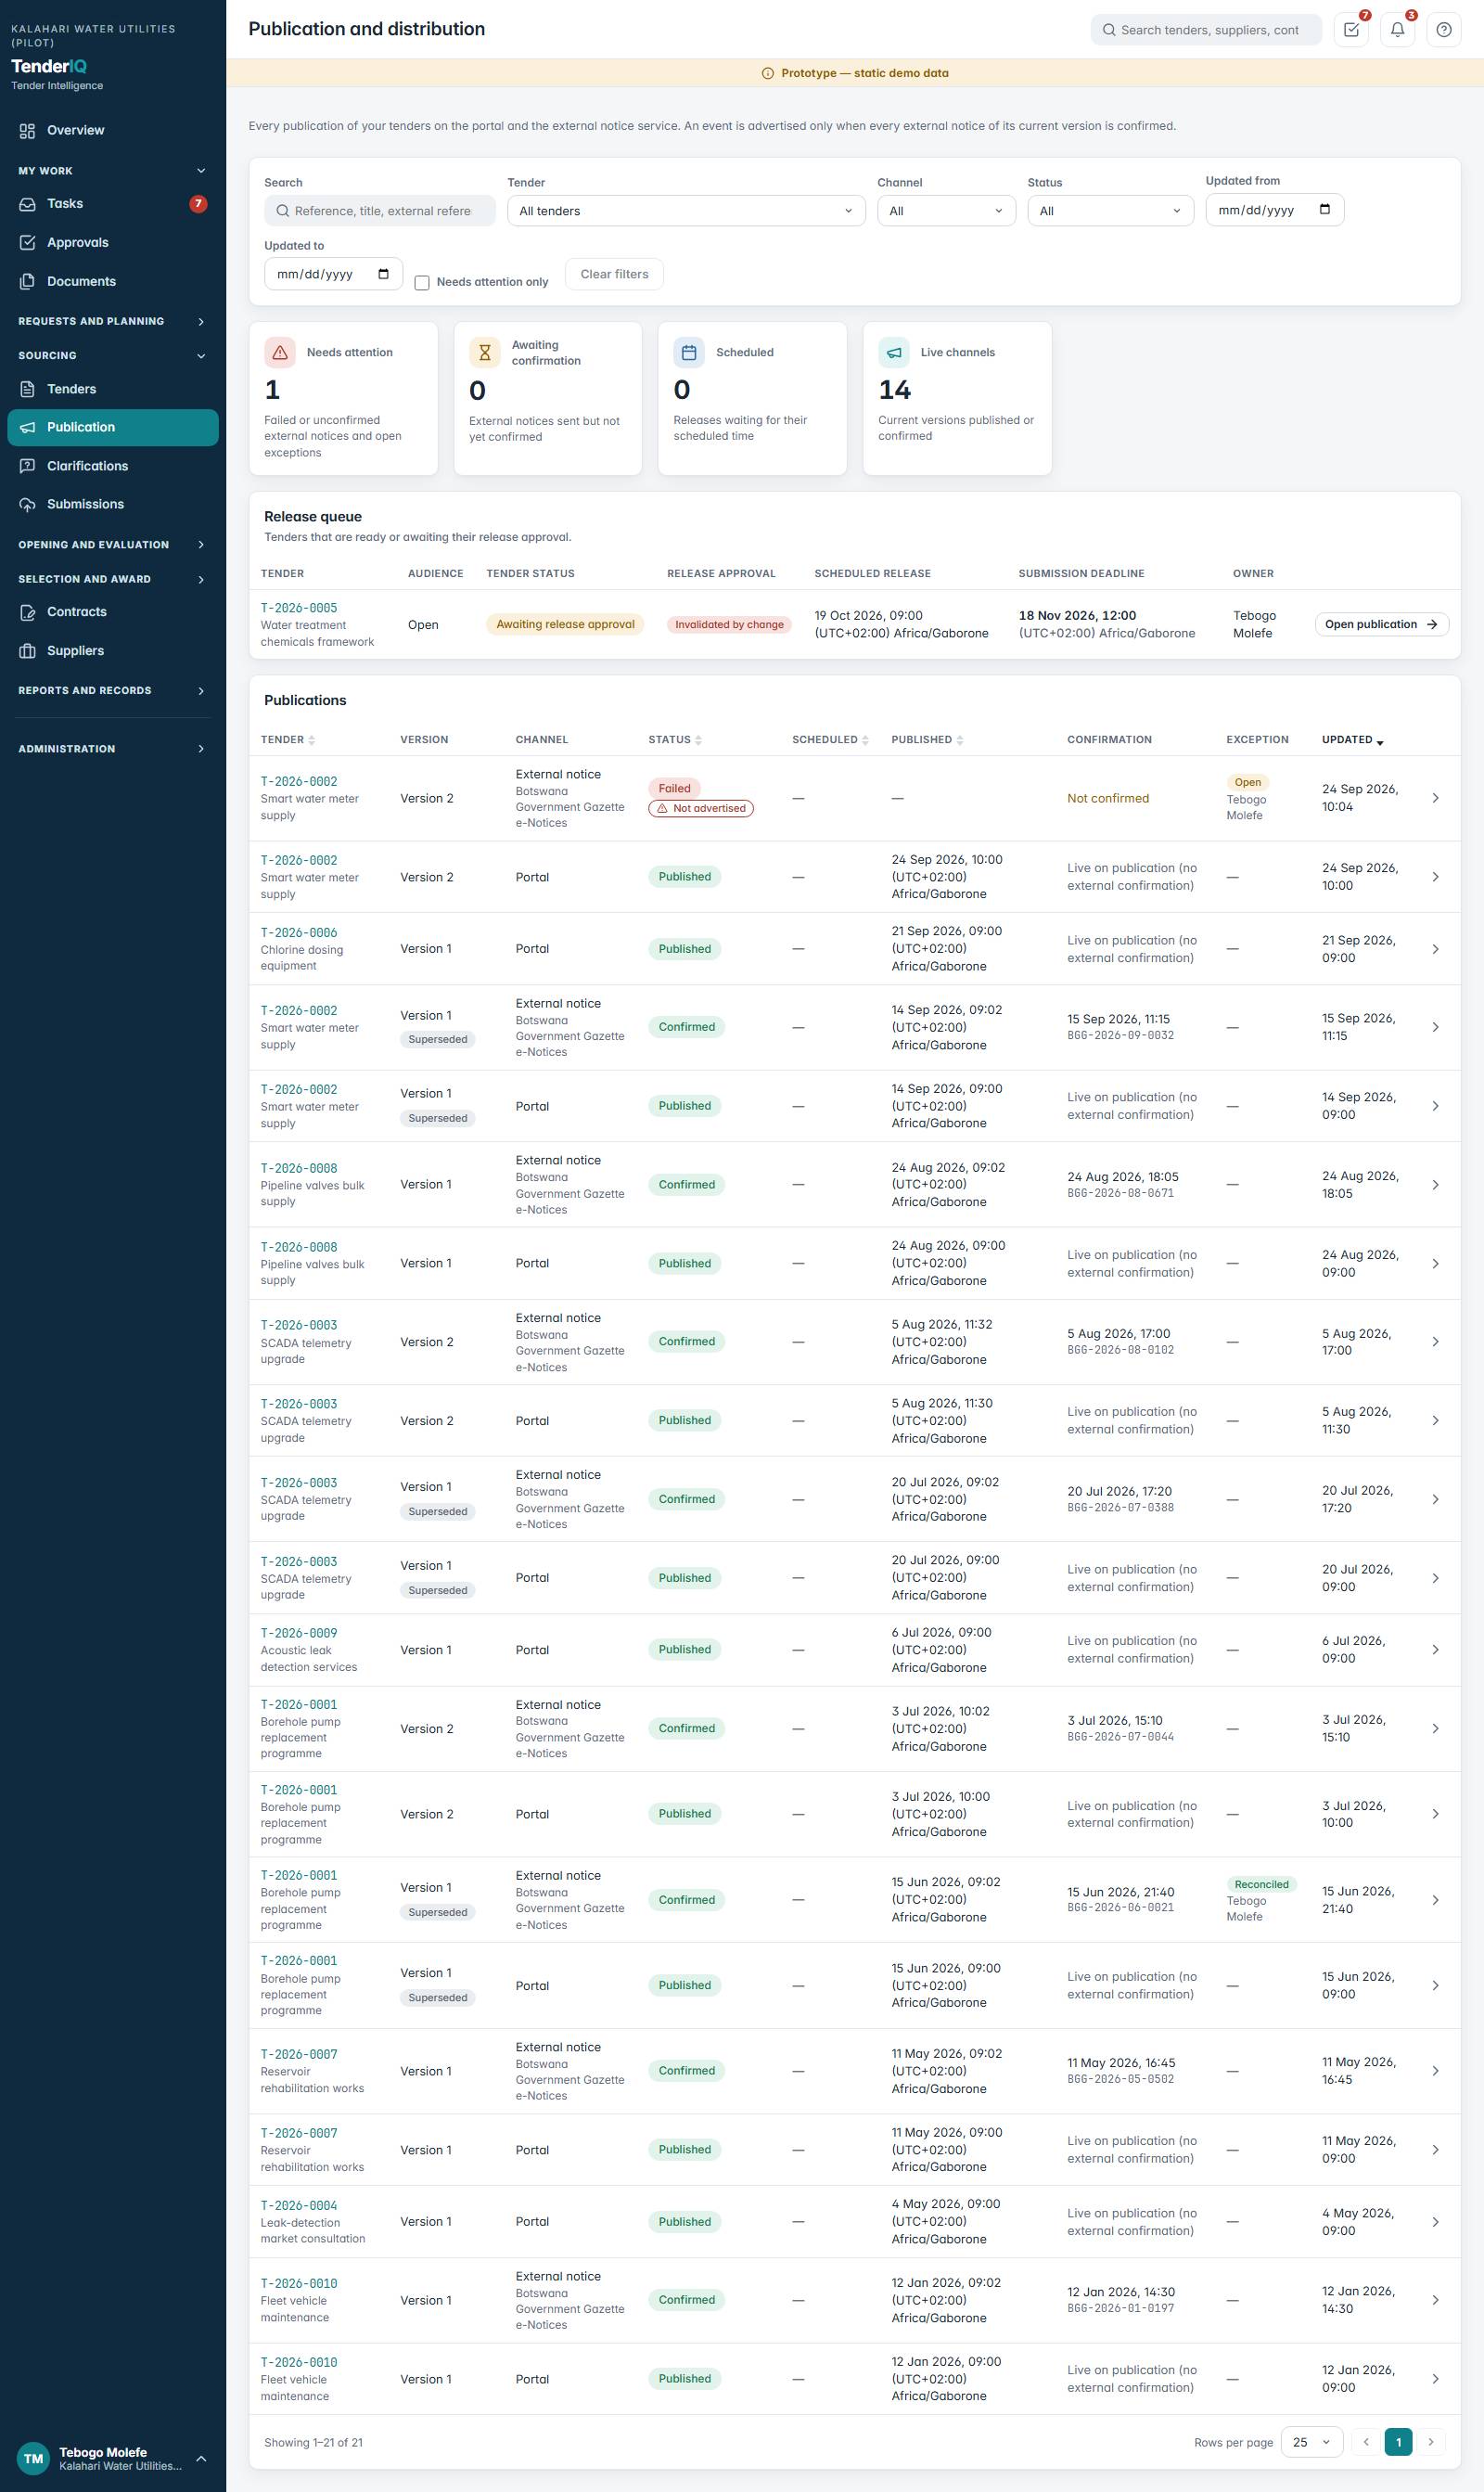 KALAHARI WATER UTILITIES
(PILOT)
TenderIQ
Tender Intelligence
Overview
MY WORK
Tasks 7
Approvals
Documents
REQUESTS AND PLANNING
SOURCING
Tenders
Publication
Clarifications
Submissions
OPENING AND EVALUATION
SELECTION AND AWARD
Contracts
Suppliers
REPORTS AND RECORDS
ADMINISTRATION
TM
Tebogo Molefe
Kalahari Water Utilities...
Publication and distribution
Search tenders, suppliers, cont
7
3
Prototype — static demo data
Every publication of your tenders on the portal and the external notice service. An event is advertised only when every external notice of its current version is confirmed.
Search
Reference, title, external refere
Tender
All tenders
Channel
All
Status
All
Updated from
mm/dd/yyyy
Updated to
mm/dd/yyyy
Needs attention only
Clear filters
Needs attention
1
Failed or unconfirmed
external notices and open
exceptions
Awaiting
confirmation
0
External notices sent but not
yet confirmed
Scheduled
0
Releases waiting for their
scheduled time
Live channels
14
Current versions published or
confirmed
Release queue
Tenders that are ready or awaiting their release approval.
TENDER AUDIENCE TENDER STATUS RELEASE APPROVAL SCHEDULED RELEASE SUBMISSION DEADLINE OWNER
T-2026-0005
Water treatment
chemicals framework
Open
Awaiting release approval
Invalidated by change
19 Oct 2026, 09:00
(UTC+02:00) Africa/Gaborone
18 Nov 2026, 12:00
(UTC+02:00) Africa/Gaborone
Tebogo
Molefe
Open publication
Publications
TENDER VERSION CHANNEL STATUS SCHEDULED PUBLISHED CONFIRMATION EXCEPTION UPDATED
T-2026-0002
Smart water meter
supply
Version 2
External notice
Botswana
Government Gazette
e-Notices
Failed
Not advertised
—
—
Not confirmed
Open
Tebogo
Molefe
24 Sep 2026,
10:04
T-2026-0002
Smart water meter
supply
Version 2
Portal
Published
—
24 Sep 2026, 10:00
(UTC+02:00)
Africa/Gaborone
Live on publication (no
external confirmation)
—
24 Sep 2026,
10:00
T-2026-0006
Chlorine dosing
equipment
Version 1
Portal
Published
—
21 Sep 2026, 09:00
(UTC+02:00)
Africa/Gaborone
Live on publication (no
external confirmation)
—
21 Sep 2026,
09:00
T-2026-0002
Smart water meter
supply
Version 1
Superseded
External notice
Botswana
Government Gazette
e-Notices
Confirmed
—
14 Sep 2026, 09:02
(UTC+02:00)
Africa/Gaborone
15 Sep 2026, 11:15
BGG-2026-09-0032
—
15 Sep 2026,
11:15
T-2026-0002
Smart water meter
supply
Version 1
Superseded
Portal
Published
—
14 Sep 2026, 09:00
(UTC+02:00)
Africa/Gaborone
Live on publication (no
external confirmation)
—
14 Sep 2026,
09:00
T-2026-0008
Pipeline valves bulk
supply
Version 1
External notice
Botswana
Government Gazette
e-Notices
Confirmed
—
24 Aug 2026, 09:02
(UTC+02:00)
Africa/Gaborone
24 Aug 2026, 18:05
BGG-2026-08-0671
—
24 Aug 2026,
18:05
T-2026-0008
Pipeline valves bulk
supply
Version 1
Portal
Published
—
24 Aug 2026, 09:00
(UTC+02:00)
Africa/Gaborone
Live on publication (no
external confirmation)
—
24 Aug 2026,
09:00
T-2026-0003
SCADA telemetry
upgrade
Version 2
External notice
Botswana
Government Gazette
e-Notices
Confirmed
—
5 Aug 2026, 11:32
(UTC+02:00)
Africa/Gaborone
5 Aug 2026, 17:00
BGG-2026-08-0102
—
5 Aug 2026,
17:00
T-2026-0003
SCADA telemetry
upgrade
Version 2
Portal
Published
—
5 Aug 2026, 11:30
(UTC+02:00)
Africa/Gaborone
Live on publication (no
external confirmation)
—
5 Aug 2026,
11:30
T-2026-0003
SCADA telemetry
upgrade
Version 1
Superseded
External notice
Botswana
Government Gazette
e-Notices
Confirmed
—
20 Jul 2026, 09:02
(UTC+02:00)
Africa/Gaborone
20 Jul 2026, 17:20
BGG-2026-07-0388
—
20 Jul 2026,
17:20
T-2026-0003
SCADA telemetry
upgrade
Version 1
Superseded
Portal
Published
—
20 Jul 2026, 09:00
(UTC+02:00)
Africa/Gaborone
Live on publication (no
external confirmation)
—
20 Jul 2026,
09:00
T-2026-0009
Acoustic leak
detection services
Version 1
Portal
Published
—
6 Jul 2026, 09:00
(UTC+02:00)
Africa/Gaborone
Live on publication (no
external confirmation)
—
6 Jul 2026,
09:00
T-2026-0001
Borehole pump
replacement
programme
Version 2
External notice
Botswana
Government Gazette
e-Notices
Confirmed
—
3 Jul 2026, 10:02
(UTC+02:00)
Africa/Gaborone
3 Jul 2026, 15:10
BGG-2026-07-0044
—
3 Jul 2026,
15:10
T-2026-0001
Borehole pump
replacement
programme
Version 2
Portal
Published
—
3 Jul 2026, 10:00
(UTC+02:00)
Africa/Gaborone
Live on publication (no
external confirmation)
—
3 Jul 2026,
10:00
T-2026-0001
Borehole pump
replacement
programme
Version 1
Superseded
External notice
Botswana
Government Gazette
e-Notices
Confirmed
—
15 Jun 2026, 09:02
(UTC+02:00)
Africa/Gaborone
15 Jun 2026, 21:40
BGG-2026-06-0021
Reconciled
Tebogo
Molefe
15 Jun 2026,
21:40
T-2026-0001
Borehole pump
replacement
programme
Version 1
Superseded
Portal
Published
—
15 Jun 2026, 09:00
(UTC+02:00)
Africa/Gaborone
Live on publication (no
external confirmation)
—
15 Jun 2026,
09:00
T-2026-0007
Reservoir
rehabilitation works
Version 1
External notice
Botswana
Government Gazette
e-Notices
Confirmed
—
11 May 2026, 09:02
(UTC+02:00)
Africa/Gaborone
11 May 2026, 16:45
BGG-2026-05-0502
—
11 May 2026,
16:45
T-2026-0007
Reservoir
rehabilitation works
Version 1
Portal
Published
—
11 May 2026, 09:00
(UTC+02:00)
Africa/Gaborone
Live on publication (no
external confirmation)
—
11 May 2026,
09:00
T-2026-0004
Leak-detection
market consultation
Version 1
Portal
Published
—
4 May 2026, 09:00
(UTC+02:00)
Africa/Gaborone
Live on publication (no
external confirmation)
—
4 May 2026,
09:00
T-2026-0010
Fleet vehicle
maintenance
Version 1
External notice
Botswana
Government Gazette
e-Notices
Confirmed
—
12 Jan 2026, 09:02
(UTC+02:00)
Africa/Gaborone
12 Jan 2026, 14:30
BGG-2026-01-0197
—
12 Jan 2026,
14:30
T-2026-0010
Fleet vehicle
maintenance
Version 1
Portal
Published
—
12 Jan 2026, 09:00
(UTC+02:00)
Africa/Gaborone
Live on publication (no
external confirmation)
—
12 Jan 2026,
09:00
Showing 1–21 of 21
Rows per page 25 1